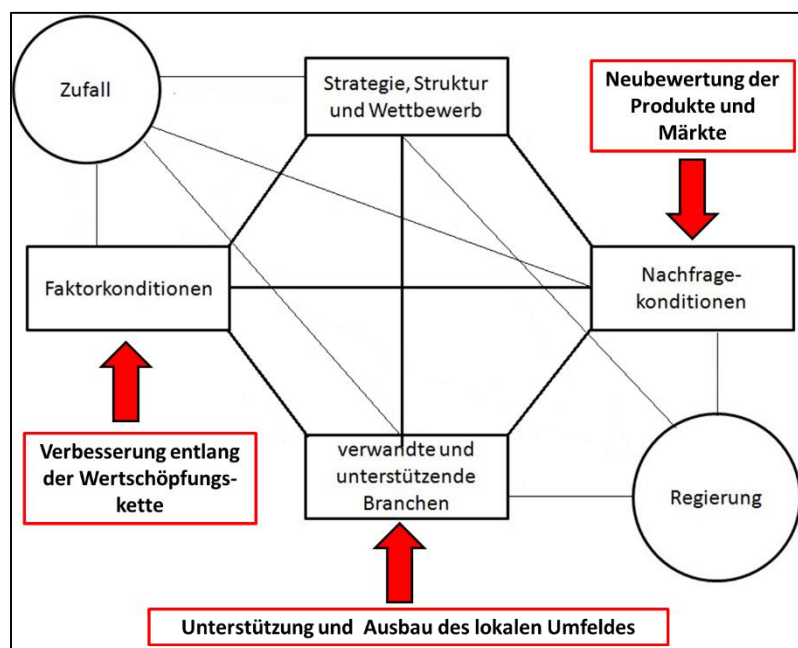 Zufall
Strategie, Struktur
und Wettbewerb
Neubewertung der
Produkte und
Märkte
Faktorkonditionen
Nachfrage-
konditionen
Verbesserung entlang
der Wertschöpfungs-
kette
verwandte und
unterstützende
Branchen
Regierung
Unterstützung und Ausbau des lokalen Umfeldes